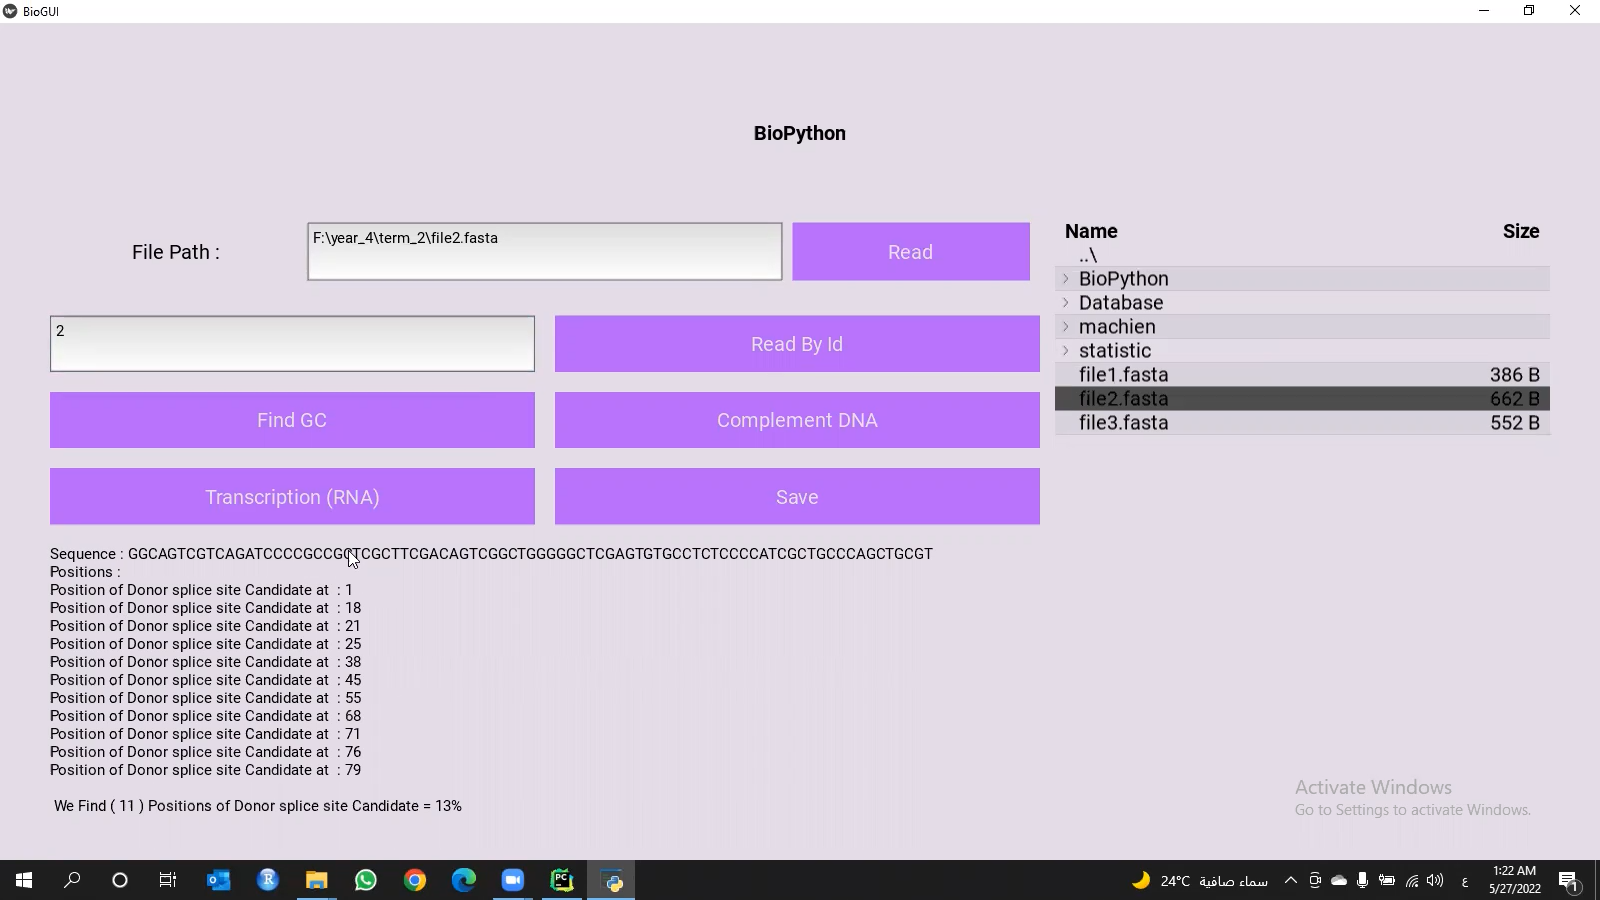 BioGUI
BioPython
File Path :
F:\year_4\term_2\file2.fasta
Read
2
Read By Id
Find GC
Complement DNA
Transcription (RNA)
Save
Name Size
..\
BioPython
Database
machien
statistic
file1.fasta 386 B
file2.fasta 662 B
file3.fasta 552 B
Sequence : GGCAGTCGTCAGATCCCCGCCGCTCGCTTCGACAGTCGGCTGGGGGCTCGAGTGTGCCTCTCCCCATCGCTGCCCAGCTGCGT
Positions :
Position of Donor splice site Candidate at : 1
Position of Donor splice site Candidate at : 18
Position of Donor splice site Candidate at : 21
Position of Donor splice site Candidate at : 25
Position of Donor splice site Candidate at : 38
Position of Donor splice site Candidate at : 45
Position of Donor splice site Candidate at : 55
Position of Donor splice site Candidate at : 68
Position of Donor splice site Candidate at : 71
Position of Donor splice site Candidate at : 76
Position of Donor splice site Candidate at : 79
We Find ( 11 ) Positions of Donor splice site Candidate = 13%
Activate Windows
Go to Settings to activate Windows.
R
PC
24°C سماء صافية
ع
1:22 AM
5/27/2022
1